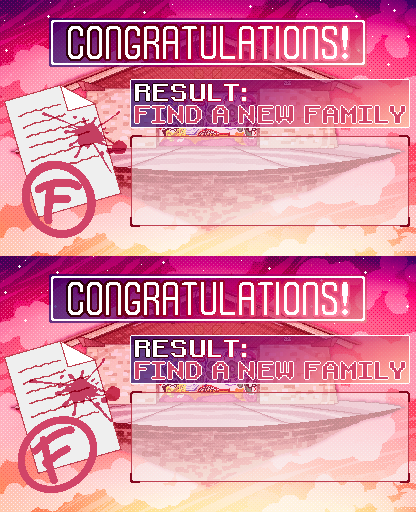 CONGRATULATIONS!
RESULT:
FIND A NEW FAMILY
F
CONGRATULATIONS!
RESULT:
FIND A NEW FAMILY
F